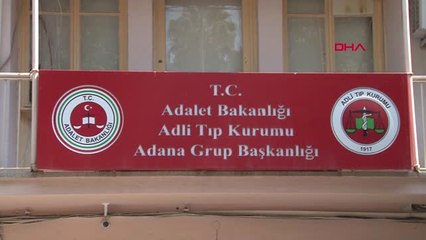 DHA
T.C.
Adalet Bakanlığı
Adli Tıp Kurumu
Adana Grup Başkanlığı
T.C.
ADALET BAKANLIĞI
ADLİ TIP KURUMU
1917